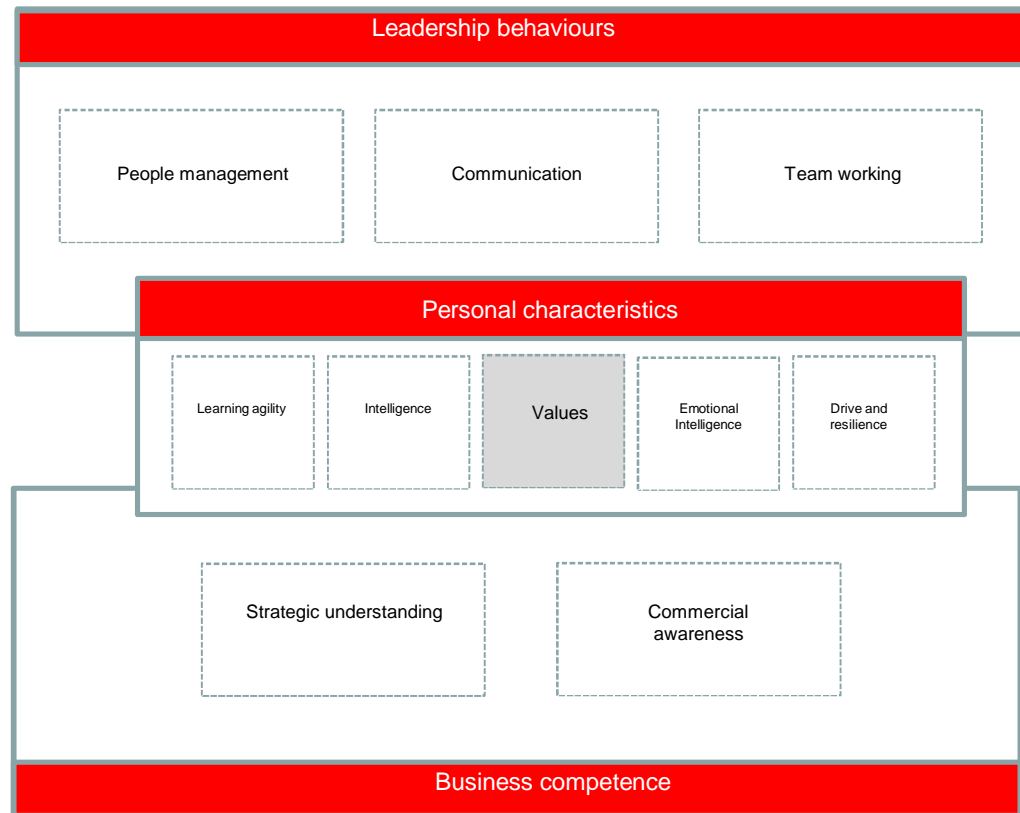 Leadership behaviours
People management
Communication
Team working
Personal characteristics
Learning agility
Intelligence
Values
Emotional
Intelligence
Drive and
resilience
Strategic understanding
Commercial
awareness
Business competence